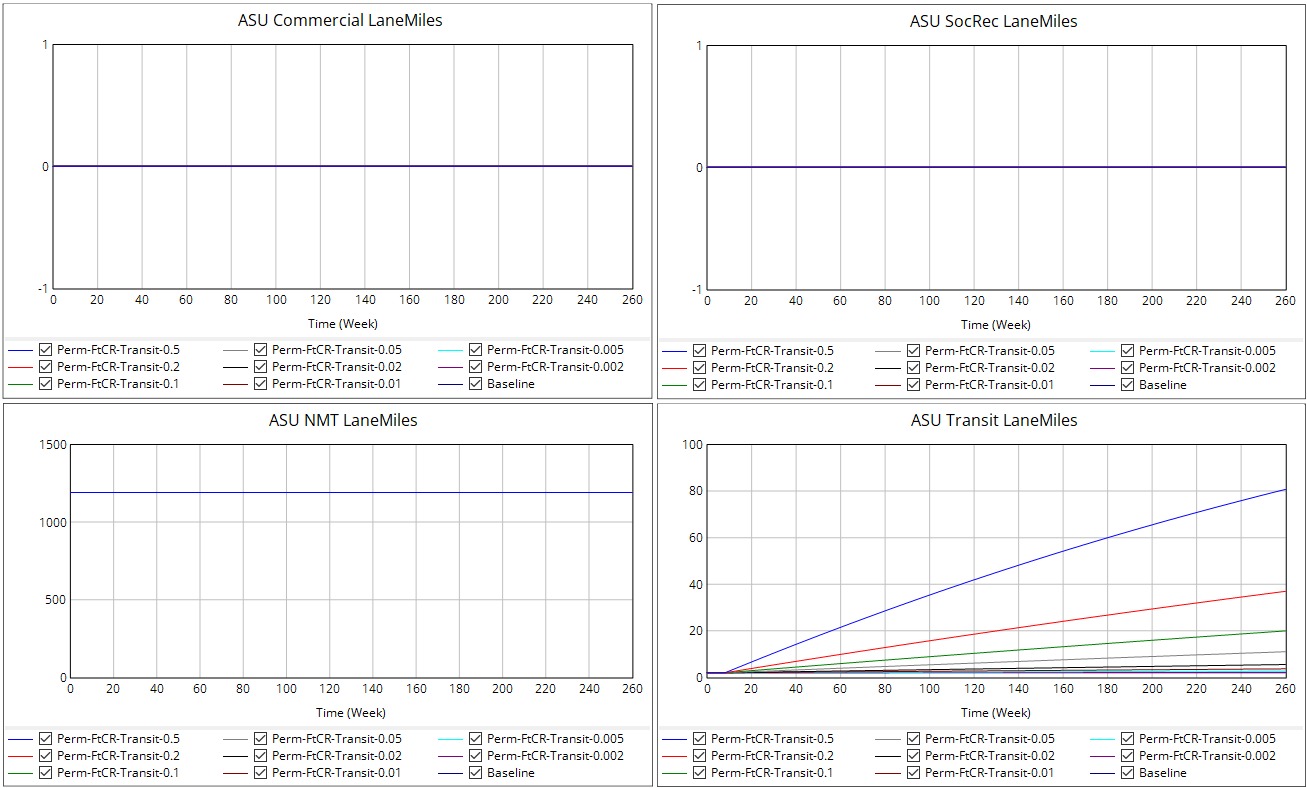 ASU Commercial LaneMiles
1
0
-1
0 20 40 60 80 100 120 140 160 180 200 220 240 260
Time (Week)
Perm-FtCR-Transit-0.5 Perm-FtCR-Transit-0.05 Perm-FtCR-Transit-0.005
Perm-FtCR-Transit-0.2 Perm-FtCR-Transit-0.02 Perm-FtCR-Transit-0.002
Perm-FtCR-Transit-0.1 Perm-FtCR-Transit-0.01 Baseline
ASU SocRec LaneMiles
1
0
-1
0 20 40 60 80 100 120 140 160 180 200 220 240 260
Time (Week)
Perm-FtCR-Transit-0.5 Perm-FtCR-Transit-0.05 Perm-FtCR-Transit-0.005
Perm-FtCR-Transit-0.2 Perm-FtCR-Transit-0.02 Perm-FtCR-Transit-0.002
Perm-FtCR-Transit-0.1 Perm-FtCR-Transit-0.01 Baseline
ASU NMT LaneMiles
1500
1000
500
0
0 20 40 60 80 100 120 140 160 180 200 220 240 260
Time (Week)
Perm-FtCR-Transit-0.5 Perm-FtCR-Transit-0.05 Perm-FtCR-Transit-0.005
Perm-FtCR-Transit-0.2 Perm-FtCR-Transit-0.02 Perm-FtCR-Transit-0.002
Perm-FtCR-Transit-0.1 Perm-FtCR-Transit-0.01 Baseline
ASU Transit LaneMiles
100
80
60
40
20
0
0 20 40 60 80 100 120 140 160 180 200 220 240 260
Time (Week)
Perm-FtCR-Transit-0.5 Perm-FtCR-Transit-0.05 Perm-FtCR-Transit-0.005
Perm-FtCR-Transit-0.2 Perm-FtCR-Transit-0.02 Perm-FtCR-Transit-0.002
Perm-FtCR-Transit-0.1 Perm-FtCR-Transit-0.01 Baseline